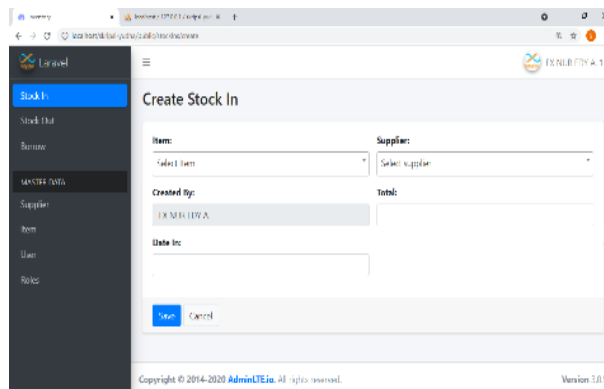 Laravel
Stock In
Stock Out
Borrow
MASTER DATA
Supplier
Item
User
Roles
Create Stock In
Item:
Select Item
Supplier:
Select supplier
Created By:
Total:
Date In:
Save
Cancel
Copyright © 2014-2020 AdminLTE.io. All rights reserved.
Version 3.0.